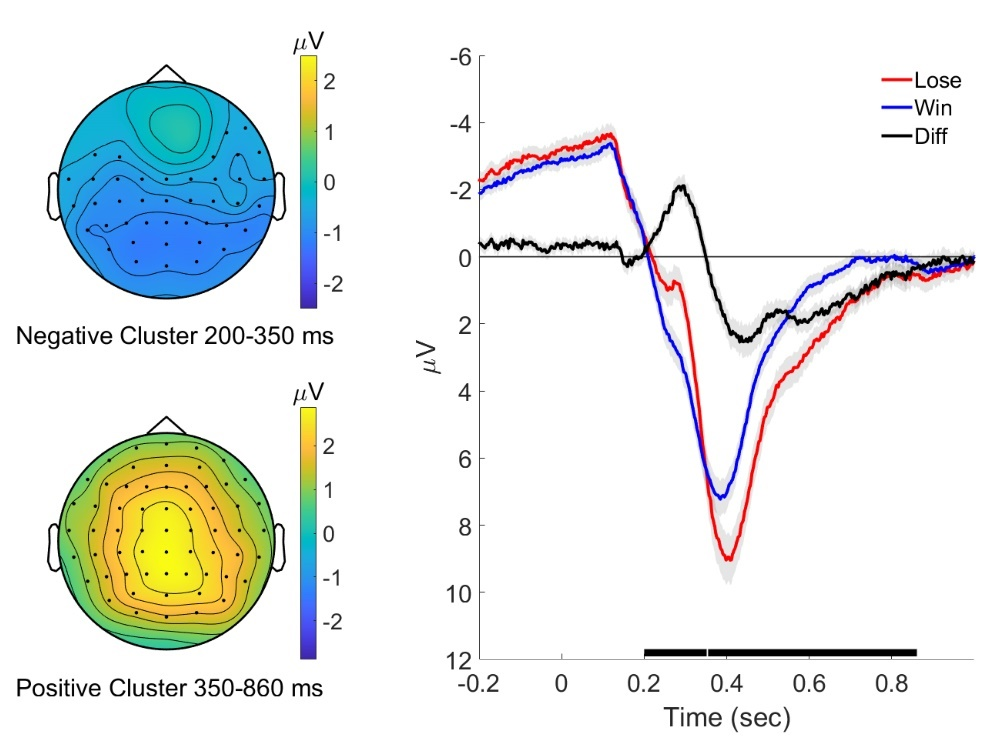 μV
2
1
0
-1
-2
Negative Cluster 200-350 ms
μV
2
1
0
-1
-2
Positive Cluster 350-860 ms
-6
-4
-2
0
2
4
6
8
10
12
μV
Lose
Win
Diff
-0.2
0
0.2
0.4
0.6
0.8
Time (sec)